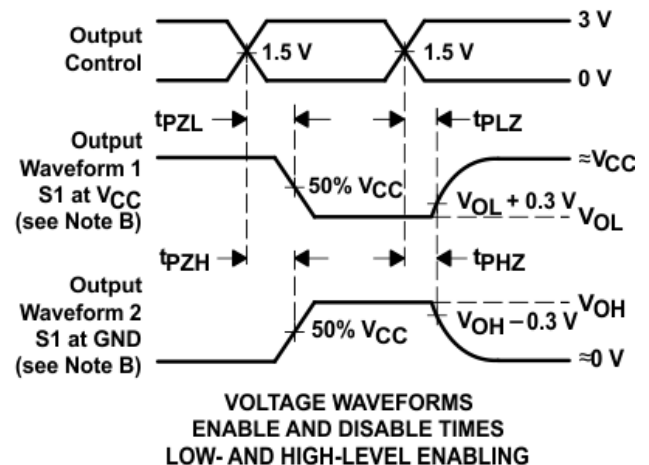 Output
Control
1.5 V
1.5 V
3 V
0 V
tPZL
tPLZ
Output
Waveform 1
S1 at VCC
(see Note B)
50% VCC
≈VCC
VOL + 0.3 V
VOL
tPZH
tPHZ
Output
Waveform 2
S1 at GND
(see Note B)
50% VCC
VOH
VOH – 0.3 V
≈0 V
VOLTAGE WAVEFORMS
ENABLE AND DISABLE TIMES
LOW- AND HIGH-LEVEL ENABLING